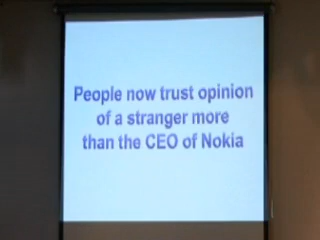 People now trust opinion
of a stranger more
than the CEO of Nokia